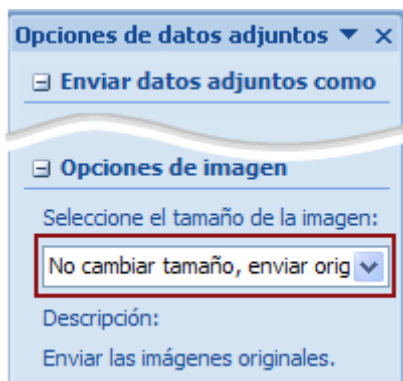 Opciones de datos adjuntos
Enviar datos adjuntos como
Opciones de imagen
Seleccione el tamaño de la imagen:
No cambiar tamaño, enviar orig
Descripción:
Enviar las imágenes originales.